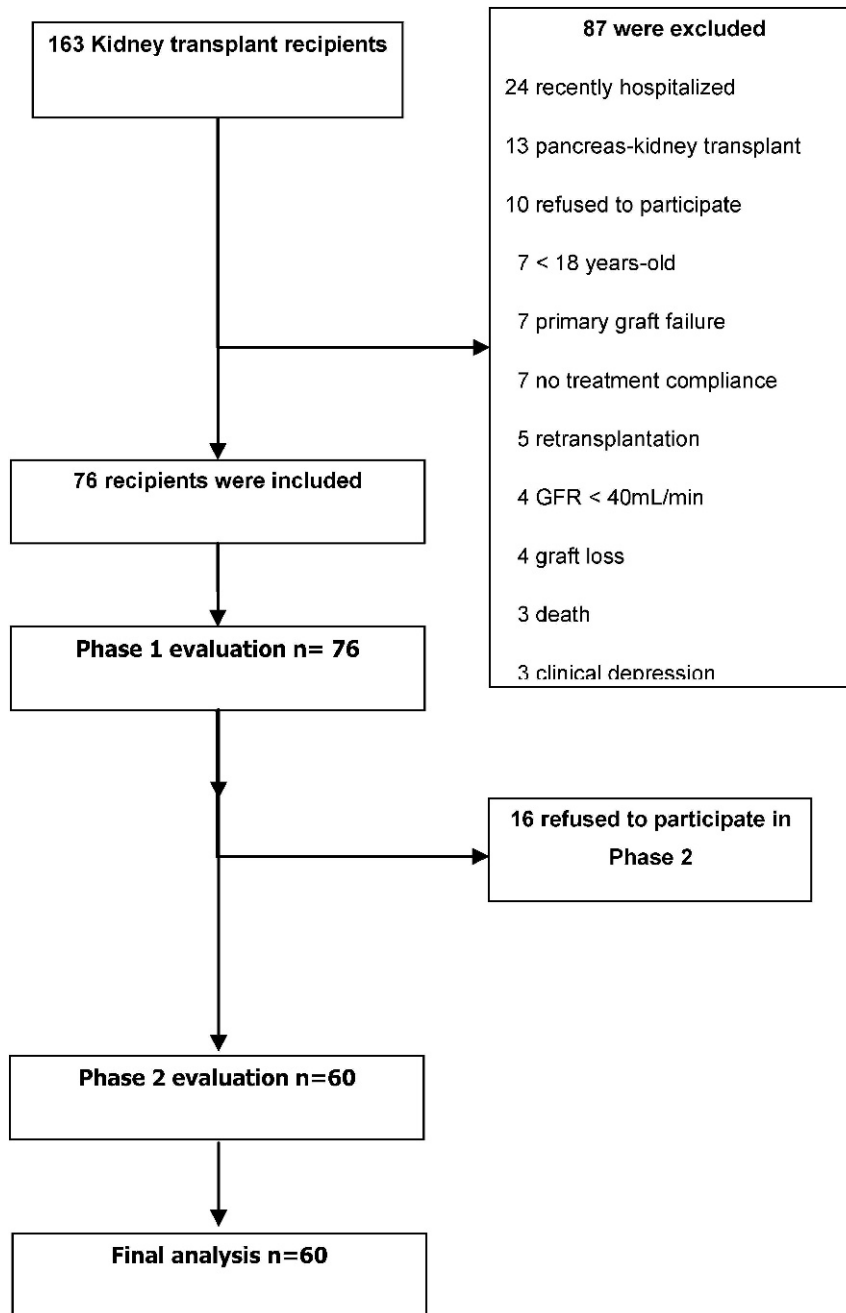 163 Kidney transplant recipients
87 were excluded
24 recently hospitalized
13 pancreas-kidney transplant
10 refused to participate
7 < 18 years-old
7 primary graft failure
7 no treatment compliance
5 retransplantation
4 GFR < 40mL/min
4 graft loss
3 death
3 clinical depression
76 recipients were included
Phase 1 evaluation n= 76
16 refused to participate in
Phase 2
Phase 2 evaluation n=60
Final analysis n=60